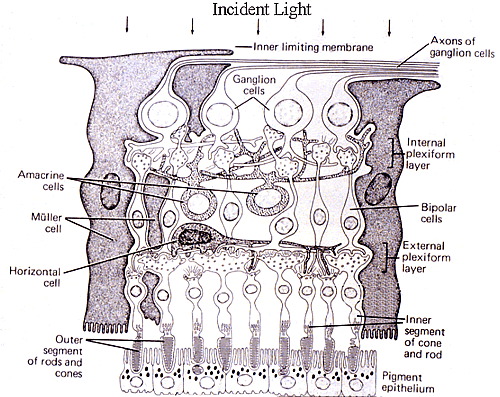 Incident Light
Inner limiting membrane
Axons of
ganglion cells
Ganglion
cells
Internal
plexiform
layer
Amacrine
cells
Bipolar
cells
Müller
cell
External
plexiform
layer
Horizontal
cell
Inner
segment
of cone
and rod
Outer
segment
of rods and
cones
Pigment
epithelium